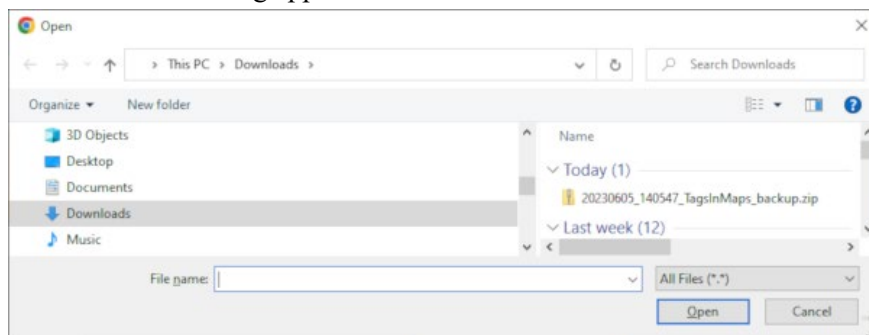 Open
This PC > Downloads >
Search Downloads
Organize
New folder
3D Objects
Desktop
Documents
Downloads
Music
Name
Today (1)
20230605_140547_TagsInMaps_backup.zip
Last week (12)
File name:
All Files (*.*)
Open
Cancel